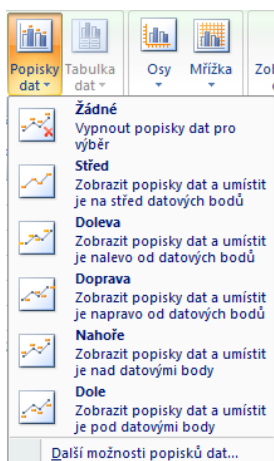 Popisky dat
Tabulka dat
Osy
Mřížka
Žádné
Vypnout popisky dat pro
výběr
Střed
Zobrazit popisky dat a umístit
je na střed datových bodů
Doleva
Zobrazit popisky dat a umístit
je nalevo od datových bodů
Doprava
Zobrazit popisky dat a umístit
je napravo od datových bodů
Nahoře
Zobrazit popisky dat a umístit
je nad datovými body
Dole
Zobrazit popisky dat a umístit
je pod datovými body
Další možnosti popisků dat...